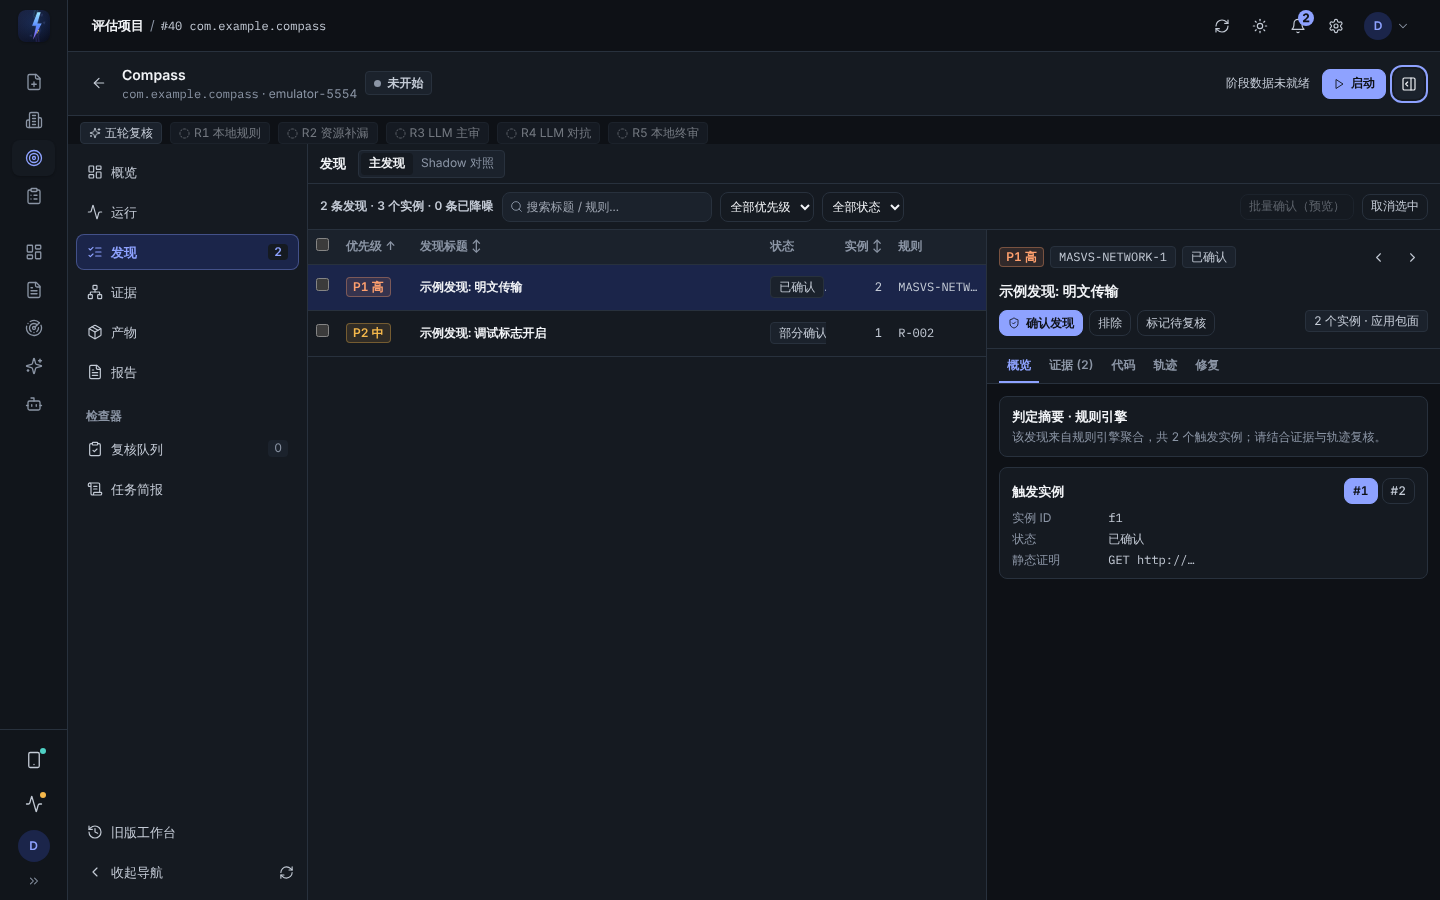 评估项目 / #40 com.example.compass
2
D
Compass
com.example.compass · emulator-5554
未开始
阶段数据未就绪
启动
五轮复核
R1 本地规则
R2 资源补漏
R3 LLM 主审
R4 LLM 对抗
R5 本地终审
概览
运行
发现 2
证据
产物
报告
检查器
复核队列 0
任务简报
旧版工作台
收起导航
D
发现
主发现
Shadow 对照
2 条发现 · 3 个实例 · 0 条已降噪
搜索标题 / 规则...
全部优先级
全部状态
批量确认（预览）
取消选中
优先级 ↑ 发现标题 状态 实例 规则
P1 高 示例发现: 明文传输 已确认 2 MASVS-NETW…
P2 中 示例发现: 调试标志开启 部分确认 1 R-002
P1 高
MASVS-NETWORK-1
已确认
示例发现: 明文传输
确认发现
排除
标记待复核
2 个实例 · 应用包面
概览
证据 (2)
代码
轨迹
修复
判定摘要 · 规则引擎
该发现来自规则引擎聚合，共 2 个触发实例；请结合证据与轨迹复核。
触发实例
#1
#2
实例 ID f1
状态 已确认
静态证明 GET http://…